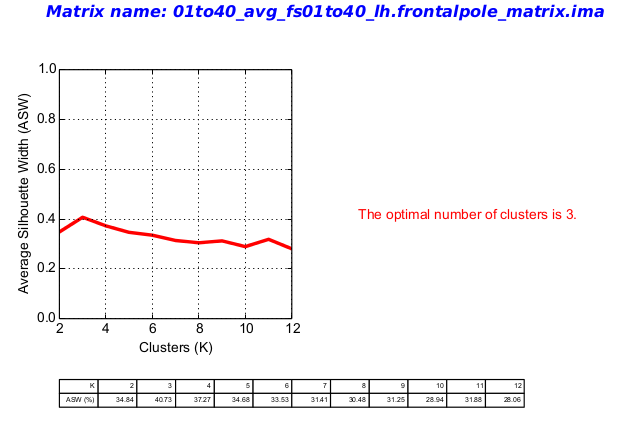 Matrix name: 01to40_avg_fs01to40_lh.frontalpole_matrix.ima
1.0
0.8
0.6
0.4
0.2
0.0
Average Silhouette Width (ASW)
2 4 6 8 10 12
Clusters (K)
The optimal number of clusters is 3.
K 2 3 4 5 6 7 8 9 10 11 12
ASW (%) 34.84 40.73 37.27 34.68 33.53 31.41 30.48 31.25 28.94 31.88 28.06